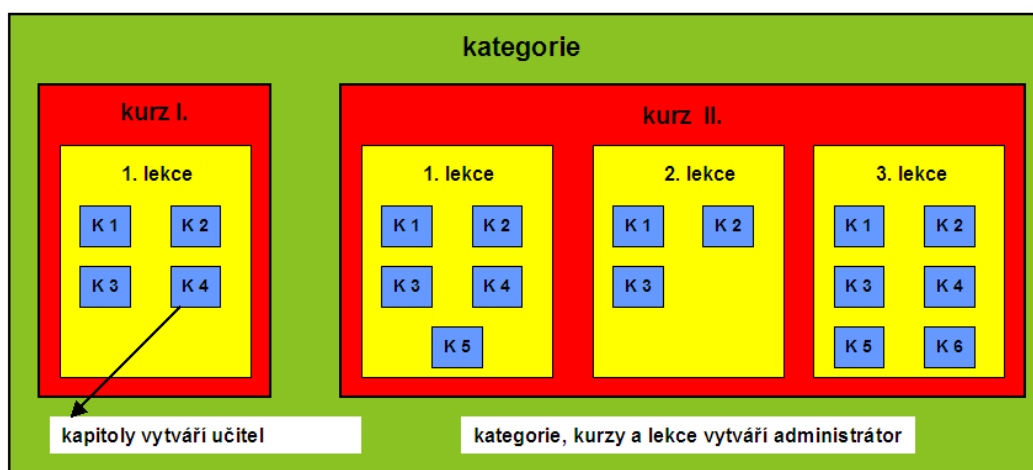 kategorie
kurz I.
1. lekce
K 1
K 2
K 3
K 4
kurz II.
1. lekce
K 1
K 2
K 3
K 4
K 5
2. lekce
K 1
K 2
K 3
3. lekce
K 1
K 2
K 3
K 4
K 5
K 6
kapitoly vytváří učitel
kategorie, kurzy a lekce vytváří administrátor